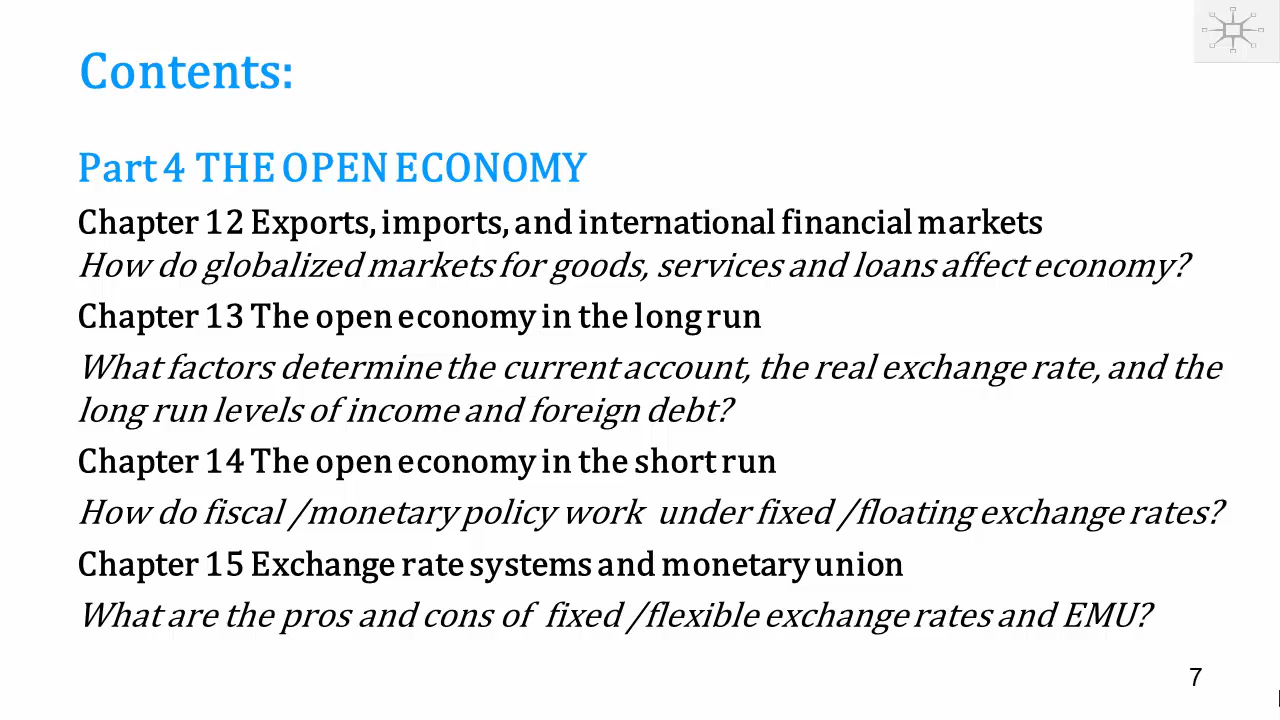 Contents:
Part 4 THE OPEN ECONOMY
Chapter 12 Exports, imports, and international financial markets
How do globalized markets for goods, services and loans affect economy?
Chapter 13 The open economy in the long run
What factors determine the current account, the real exchange rate, and the
long run levels of income and foreign debt?
Chapter 14 The open economy in the short run
How do fiscal /monetary policy work under fixed /floating exchange rates?
Chapter 15 Exchange rate systems and monetary union
What are the pros and cons of fixed /flexible exchange rates and EMU?
7